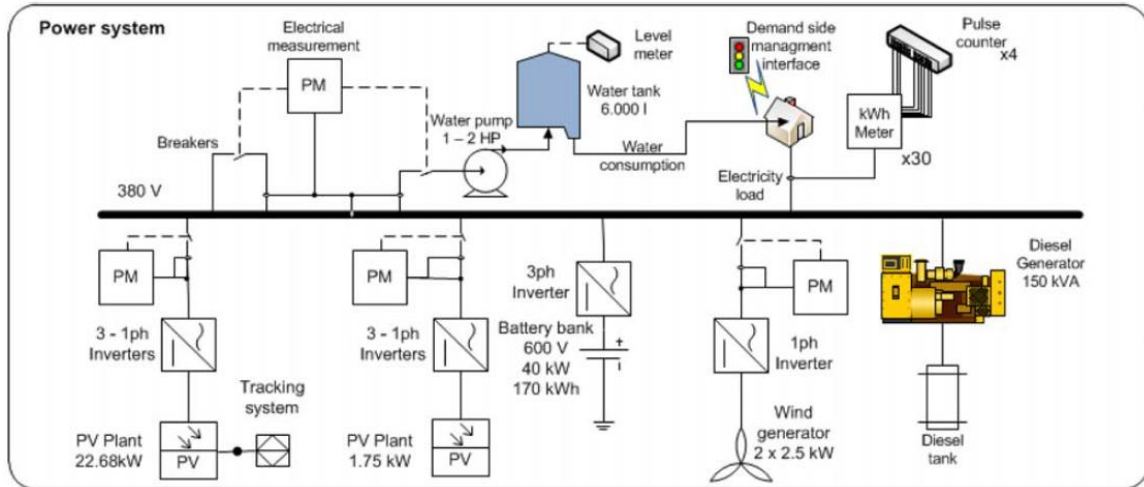 Power system
Electrical
measurement
PM
Breakers
380 V
Water pump
1 – 2 HP
Level
meter
Water tank
6.000 l
Water
consumption
Demand side
managment
interface
Electricity
load
Pulse
counter
x4
kWh
Meter
x30
PM
3 - 1ph
Inverters
Tracking
system
PV Plant
22.68kW
PV
PM
3 - 1ph
Inverters
PV Plant
1.75 kW
PV
3ph
Inverter
Battery bank
600 V
40 kW
170 kWh
+
PM
1ph
Inverter
Wind
generator
2 x 2.5 kW
Diesel
Generator
150 kVA
Diesel
tank